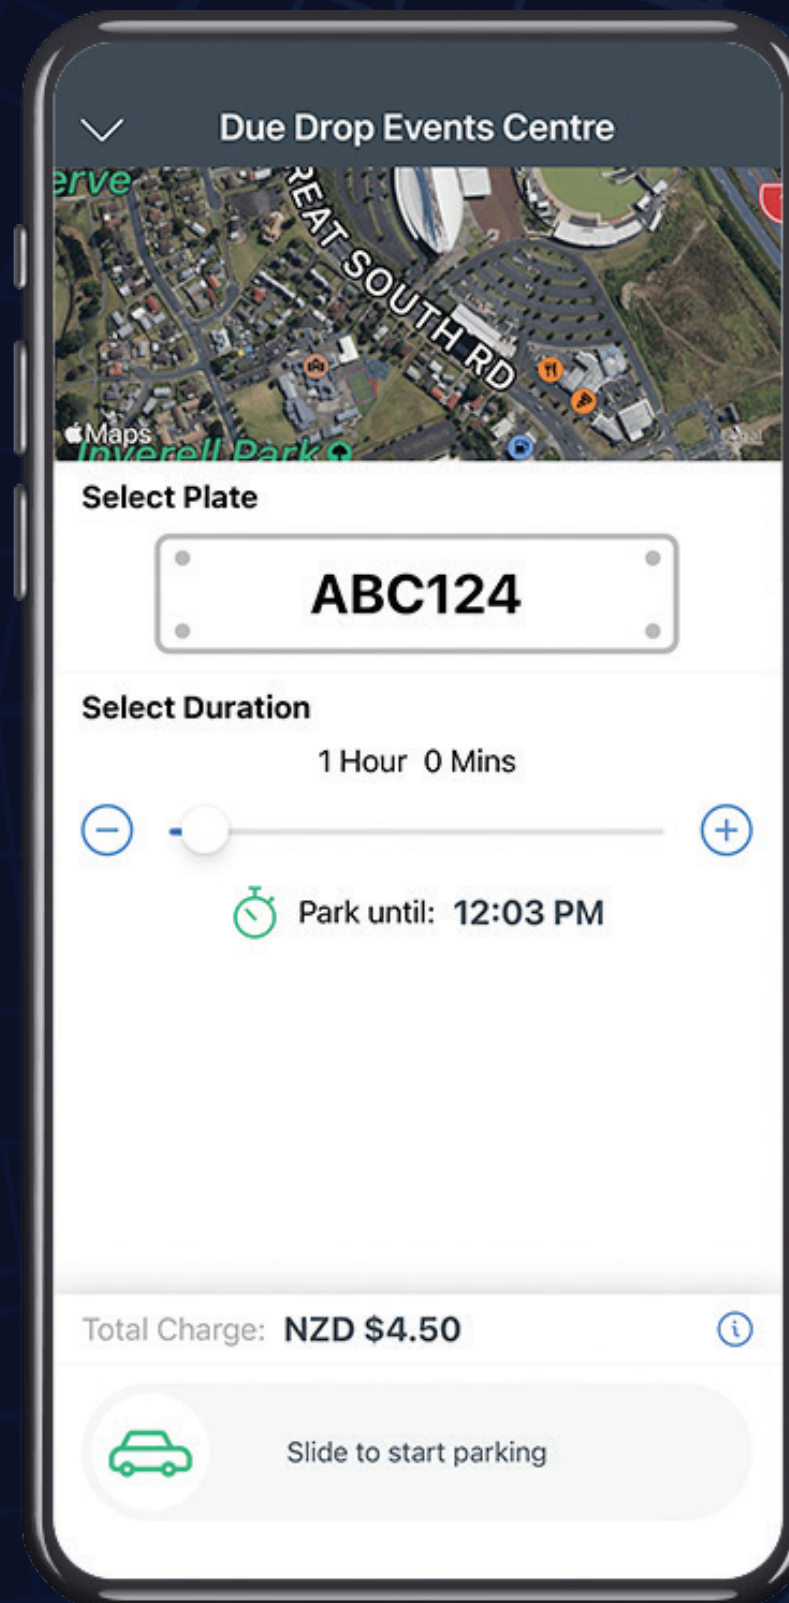 Due Drop Events Centre
erve
REAT SOUTH RD
Maps
Inverell Park
Select Plate
ABC124
Select Duration
1 Hour 0 Mins
Park until: 12:03 PM
Total Charge: NZD $4.50
Slide to start parking